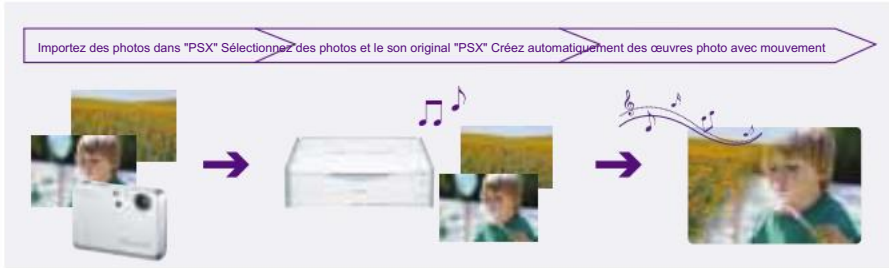 Importez des photos dans "PSX" Sélectionnez des photos et le son original "PSX" Créez automatiquement des œuvres photo avec mouvement